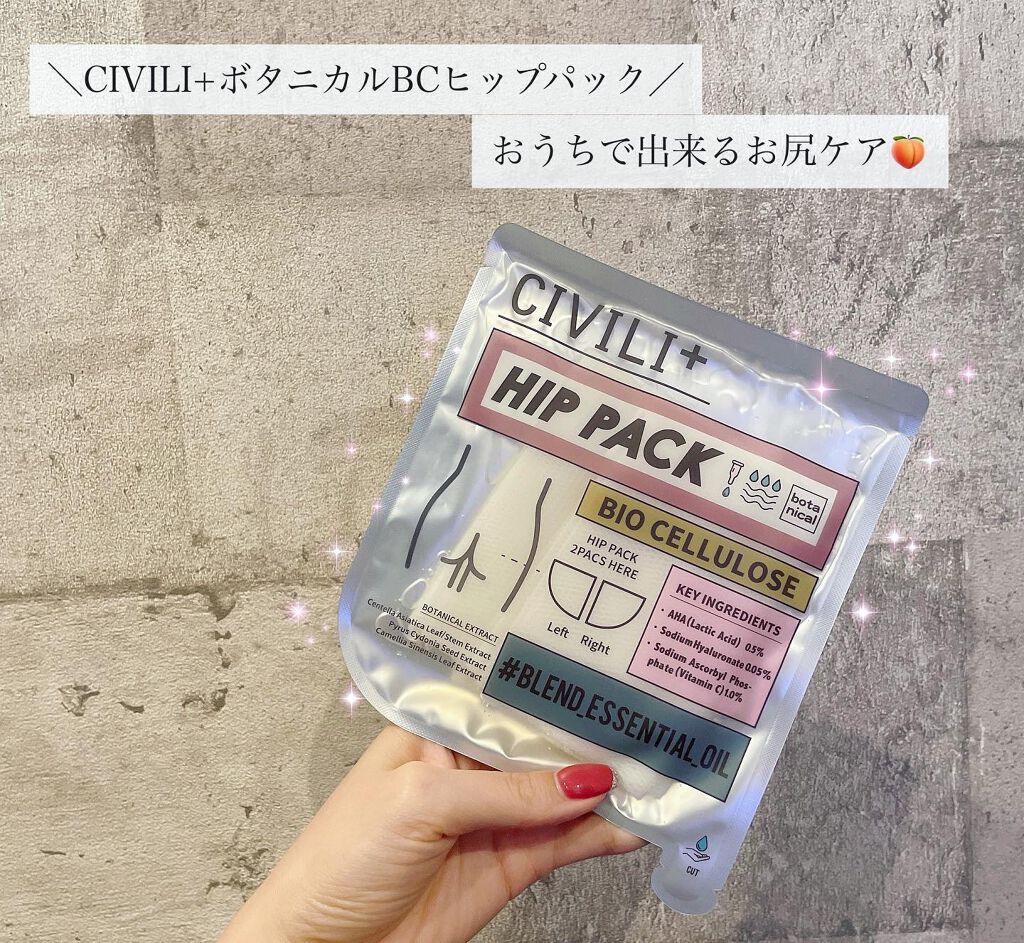 ＼CIVILI+ボタニカルBCヒップパック／
おうちで出来るお尻ケア🍑
CIVILI+
HIP PACK
bota
nical
BIO CELLULOSE
HIP PACK
2PACS HERE
Left Right
KEY INGREDIENTS
・AHA (Lactic Acid) 0.5%
・Sodium Hyaluronate 0.05%
・Sodium Ascorbyl Phos-
phate (Vitamin C) 1.0%
BOTANICAL EXTRACT
Centella Asiatica Leaf/Stem Extract
Pyrus Cydonia Seed Extract
Camellia Sinensis Leaf Extract
#BLEND_ESSENTIAL_OIL
CUT